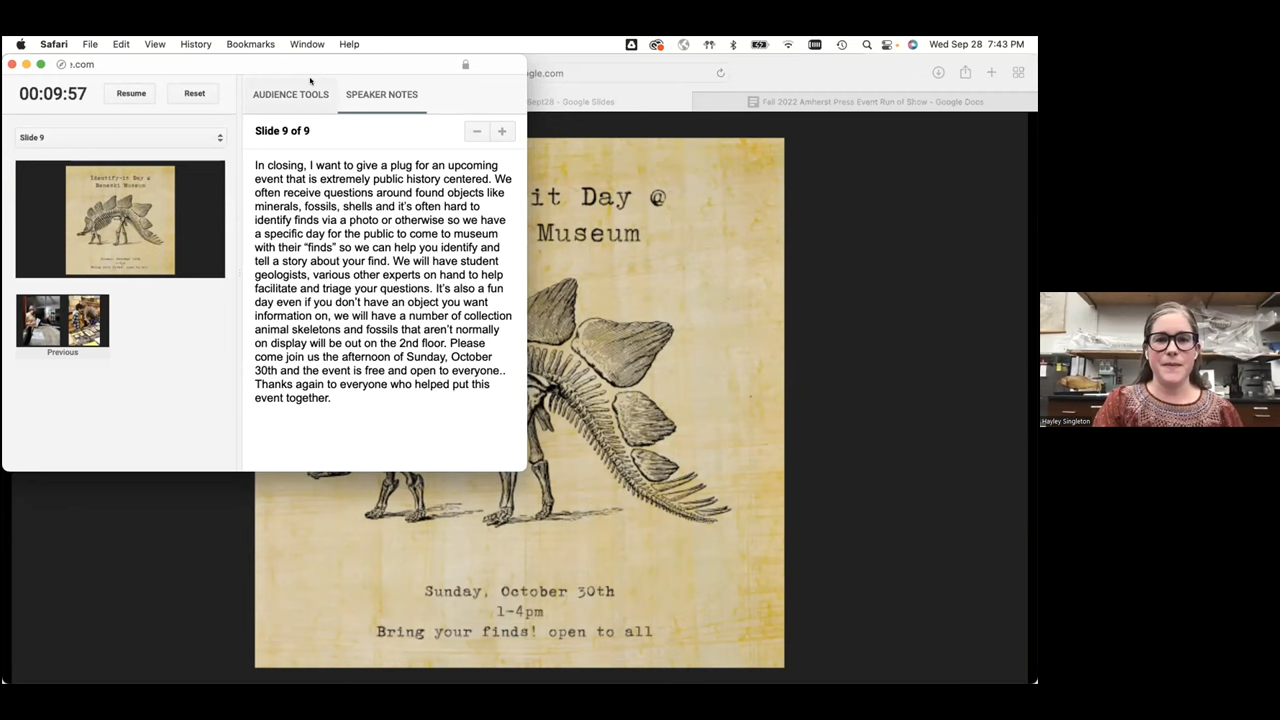 Safari File Edit View History Bookmarks Window Help Wed Sep 28 7:43 PM
00:09:57 Resume Reset
AUDIENCE TOOLS SPEAKER NOTES
Slide 9
Slide 9 of 9
Identify-it Day @
Beneski Museum
Previous
In closing, I want to give a plug for an upcoming
event that is extremely public history centered. We
often receive questions around found objects like
minerals, fossils, shells and it's often hard to
identify finds via a photo or otherwise so we have
a specific day for the public to come to museum
with their “finds” so we can help you identify and
tell a story about your find. We will have student
geologists, various other experts on hand to help
facilitate and triage your questions. It's also a fun
day even if you don't have an object you want
information on, we will have a number of collection
animal skeletons and fossils that aren't normally
on display will be out on the 2nd floor. Please
come join us the afternoon of Sunday, October
30th and the event is free and open to everyone..
Thanks again to everyone who helped put this
event together.
gle.com
Sept28 - Google Slides
Fall 2022 Amherst Press Event Run of Show - Google Docs
it Day @
Museum
Sunday, October 30th
1-4pm
Bring your finds! open to all
Hayley Singleton